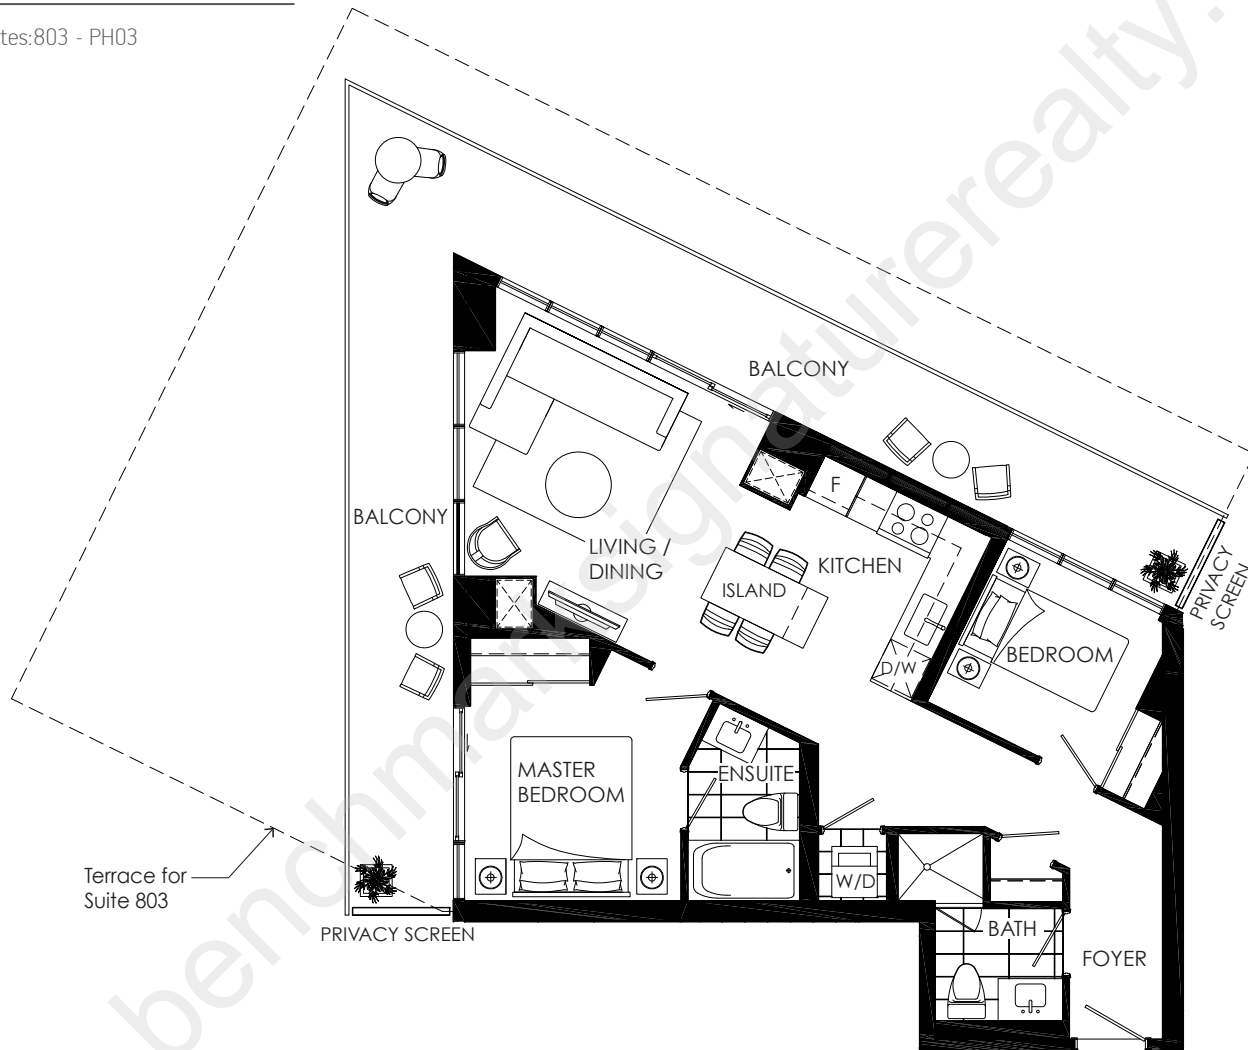 tes:803 - PH03
BALCONY
BALCONY
F
LIVING /
DINING
KITCHEN
ISLAND
PRIVACY
SCREEN
BEDROOM
D/W
MASTER
BEDROOM
ENSUITE
W/D
Terrace for
Suite 803
PRIVACY SCREEN
BATH
FOYER
benchmarksignaturerealty.